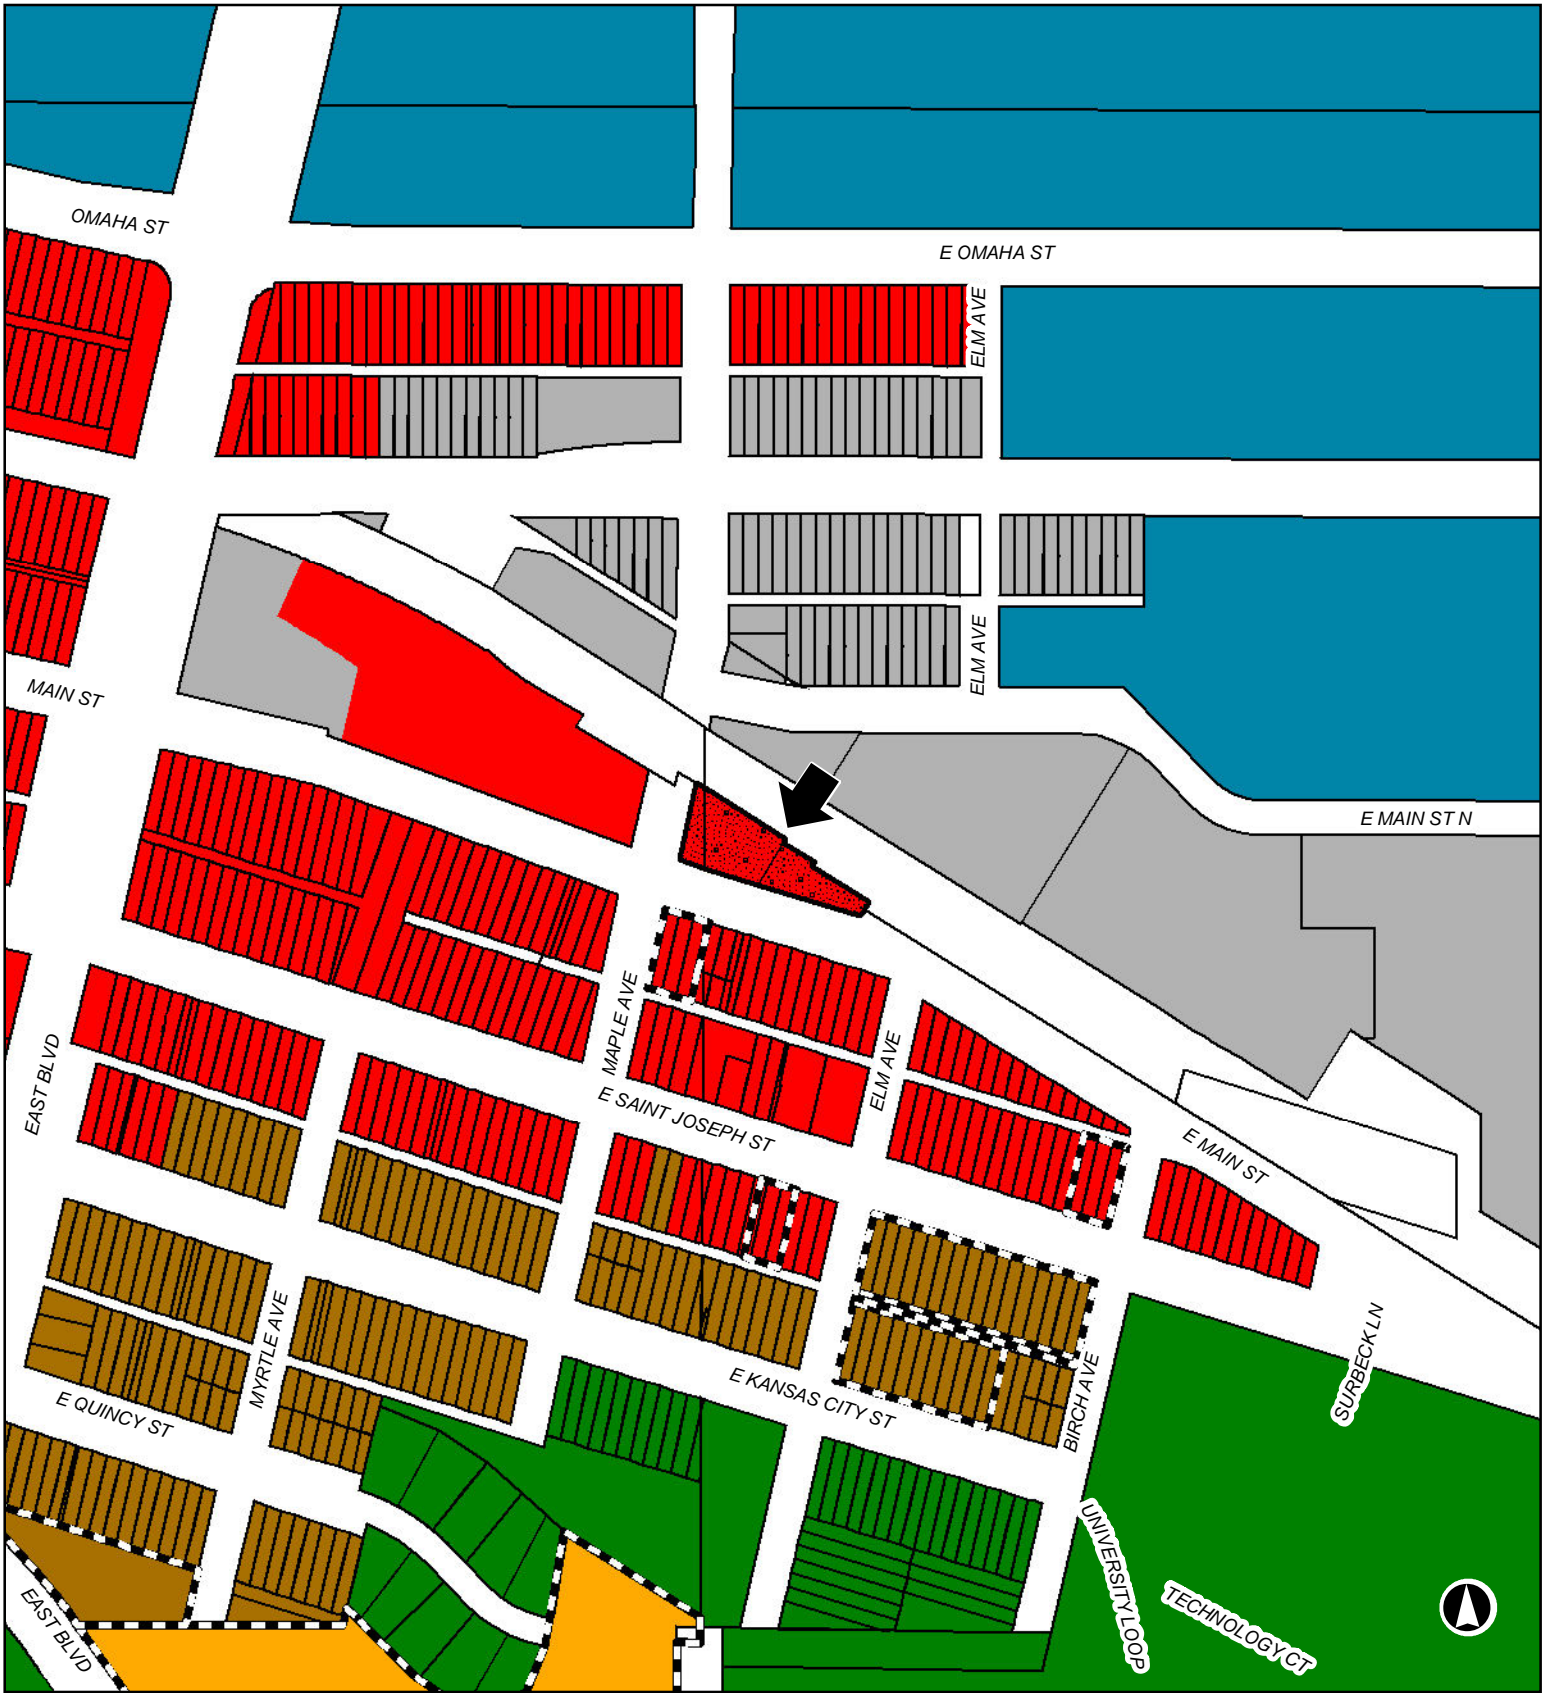 OMAHA ST
E OMAHA ST
ELM AVE
ELM AVE
MAIN ST
E MAIN ST N
MAPLE AVE
EAST BLVD
ELM AVE
E SAINT JOSEPH ST
E MAIN ST
MYRTLE AVE
SURBECK LN
E KANSAS CITY ST
BIRCH AVE
E QUINCY ST
UNIVERSITY LOOP
EAST BLVD
TECHNOLOGY CT